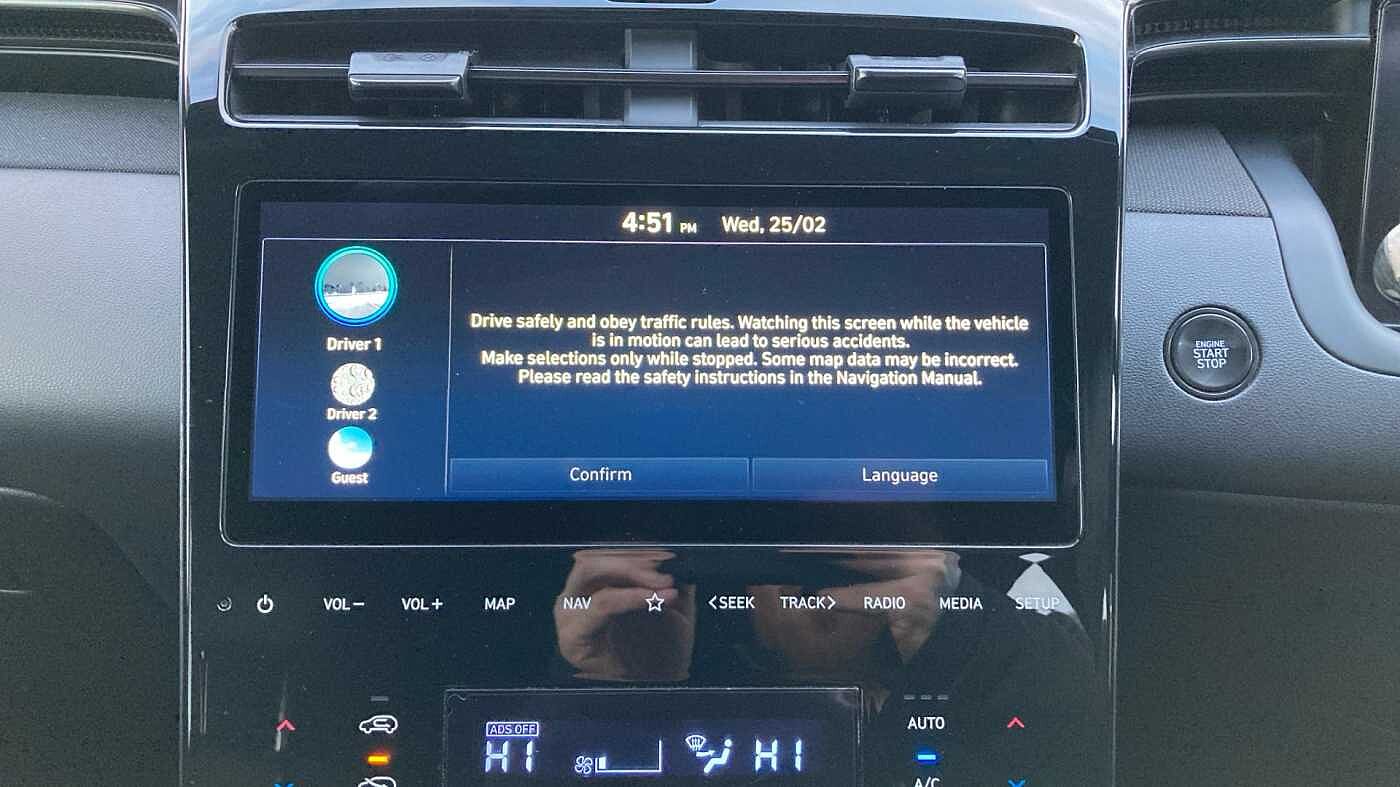 4:51 PM Wed, 25/02
Driver 1
Driver 2
Guest
Drive safely and obey traffic rules. Watching this screen while the vehicle
is in motion can lead to serious accidents.
Make selections only while stopped. Some map data may be incorrect.
Please read the safety instructions in the Navigation Manual.
Confirm Language
ENGINE
START
STOP
VOL− VOL+ MAP NAV <SEEK TRACK> RADIO MEDIA SETUP
AUTO
ADS OFF
HI HI
A/C